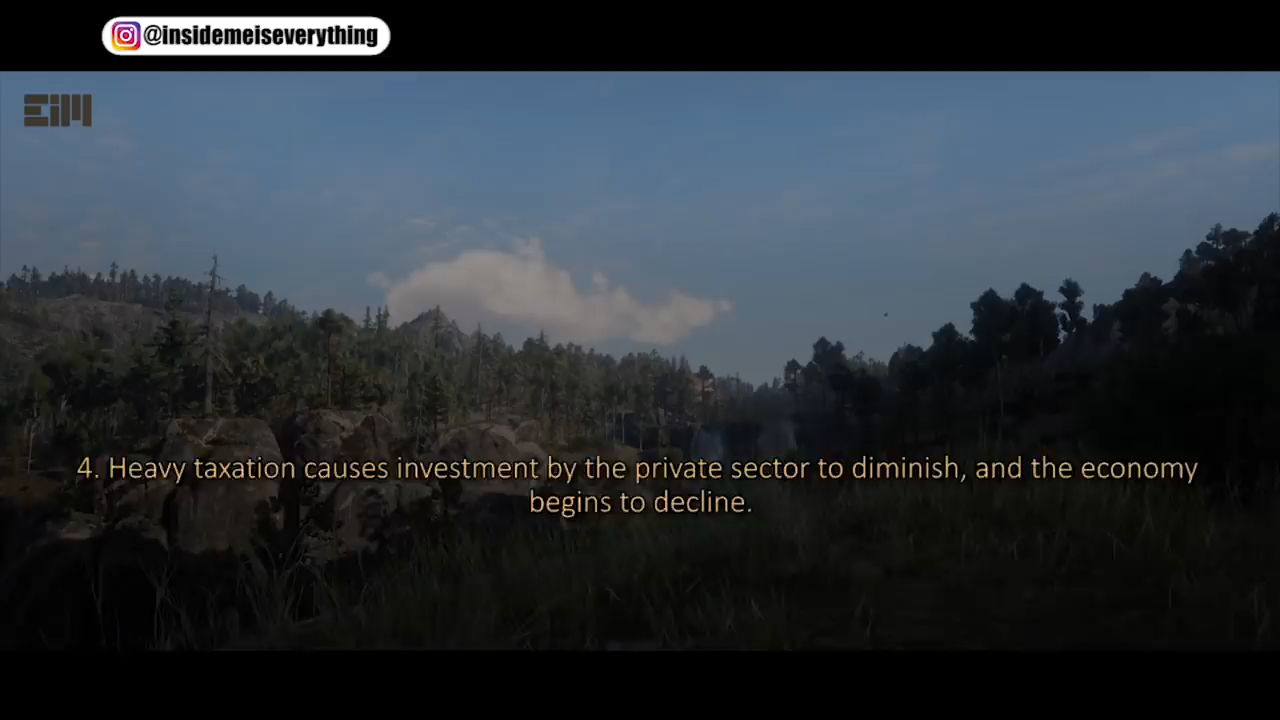 @insidemeiseverything
EiM
4. Heavy taxation causes investment by the private sector to diminish, and the economy
begins to decline.